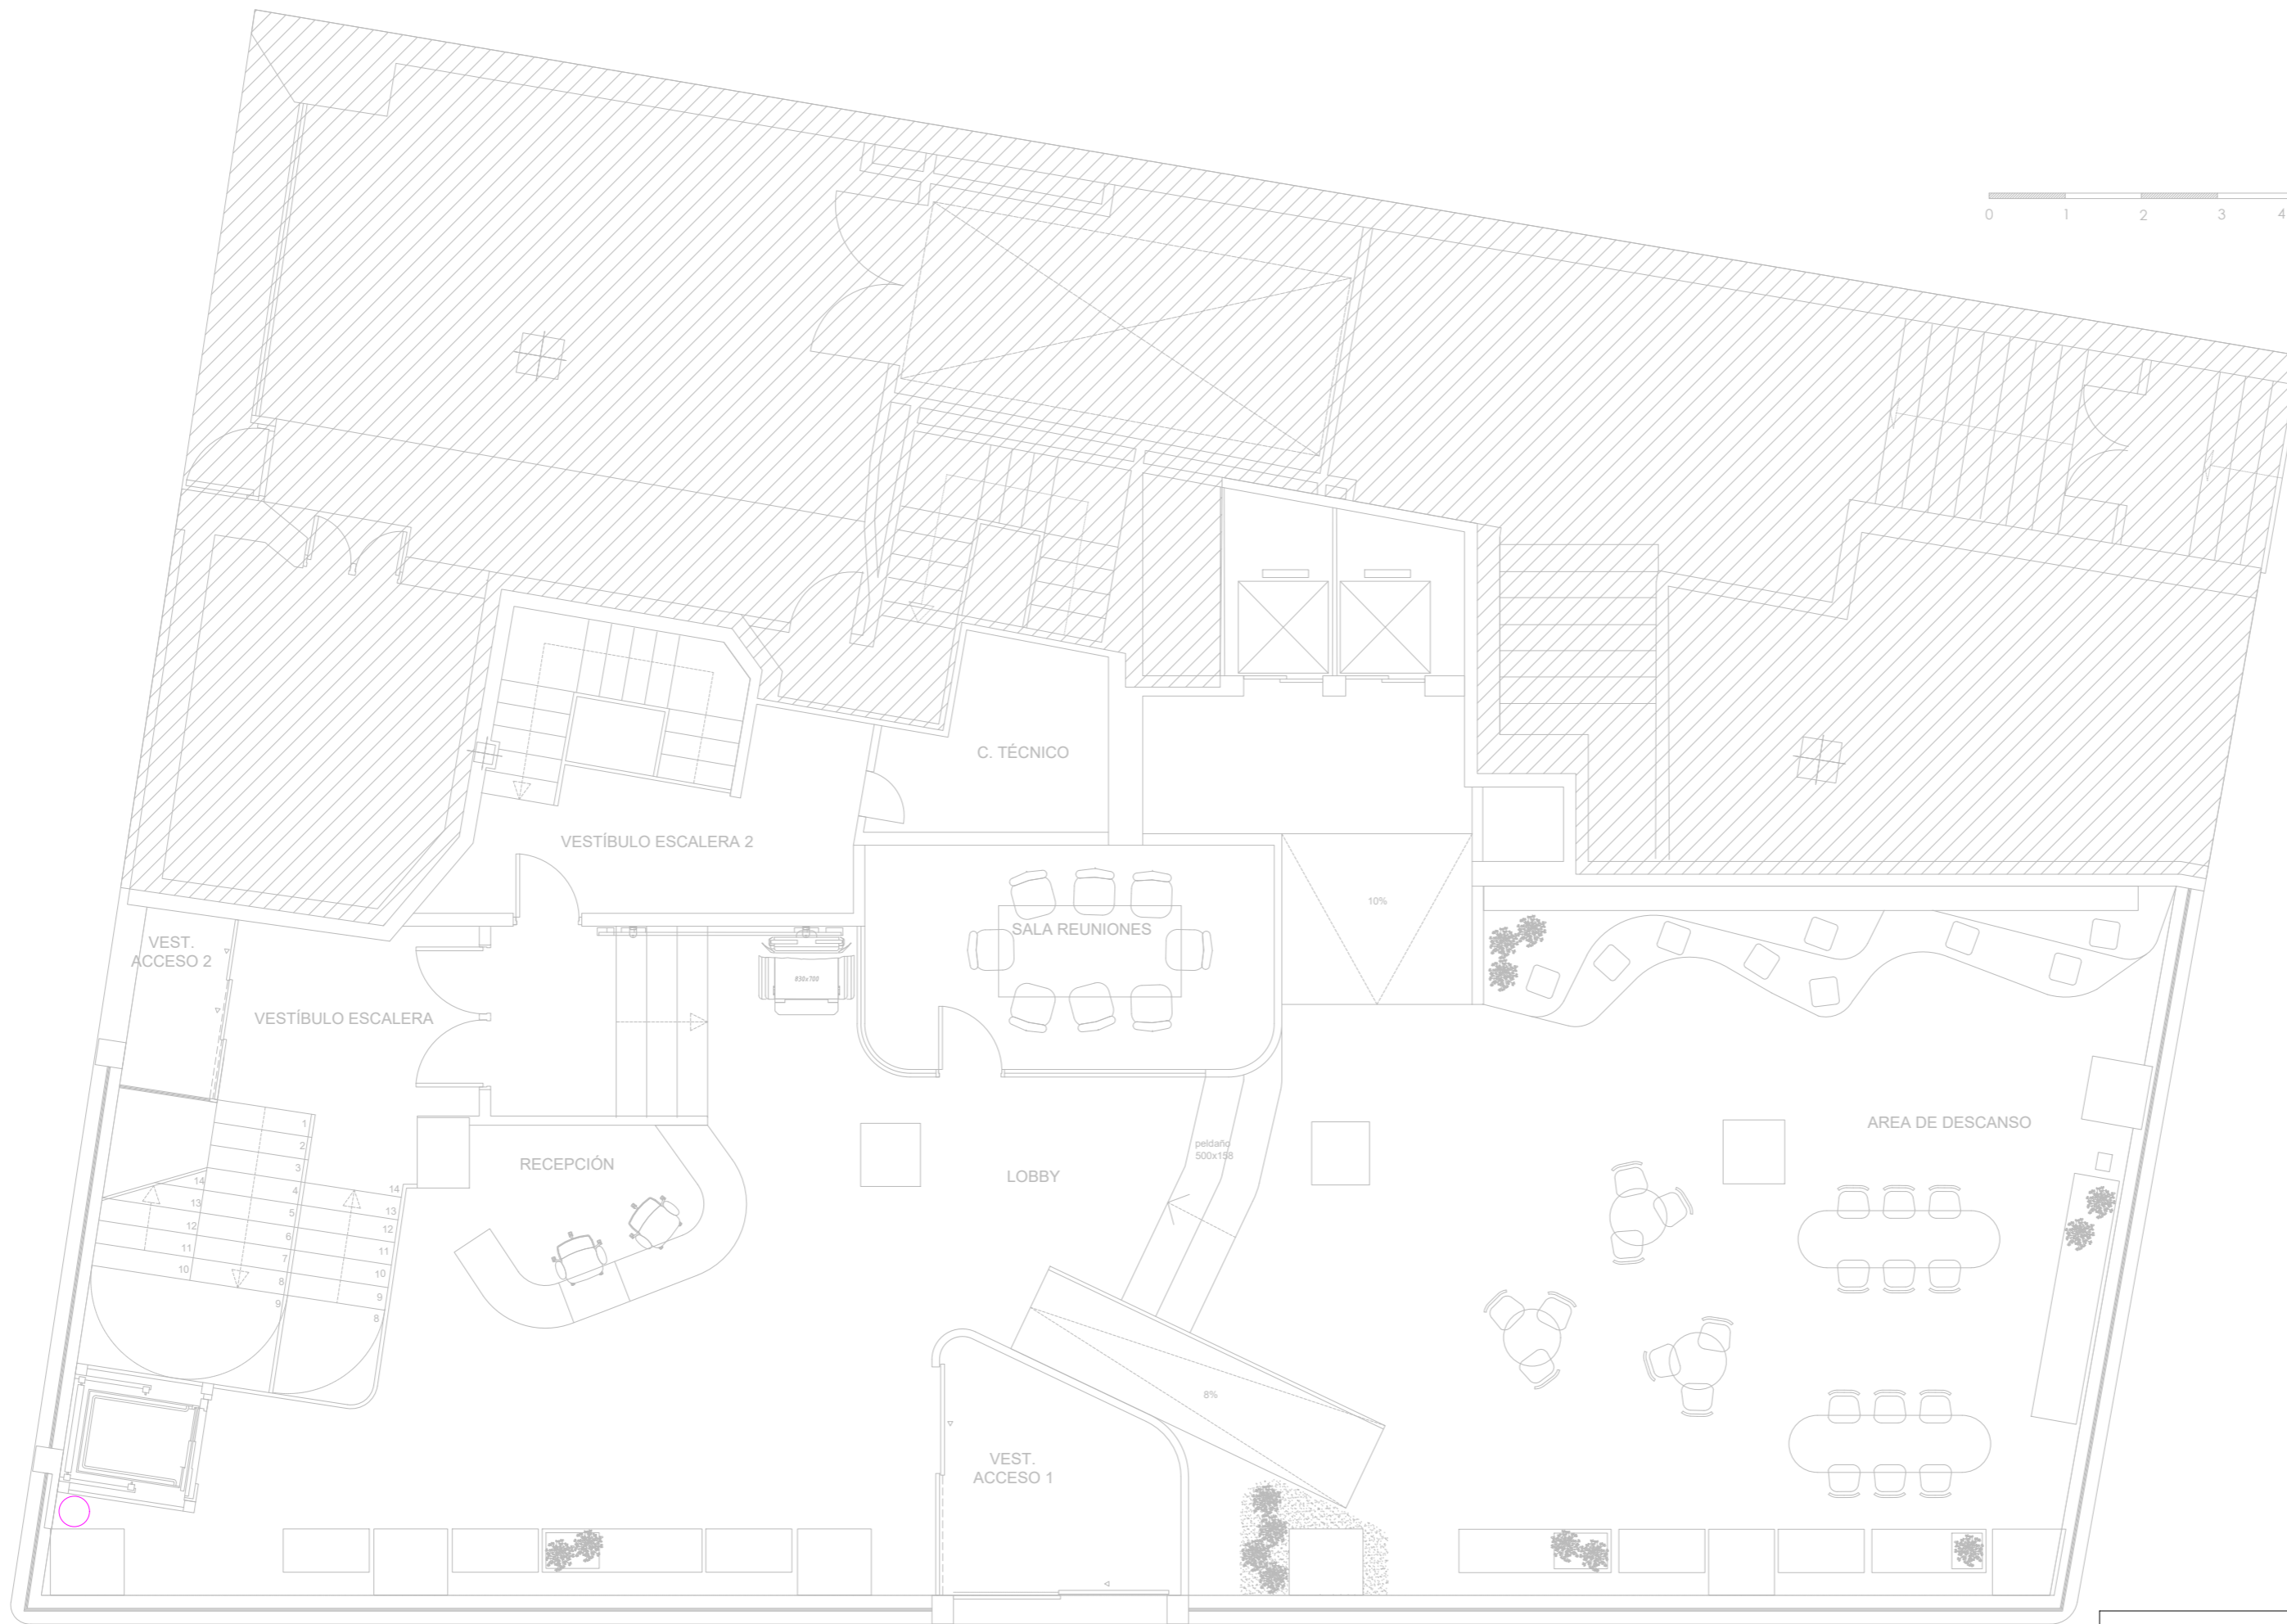 0 1 2 3 4
C. TÉCNICO
VESTÍBULO ESCALERA 2
10%
SALA REUNIONES
VEST.
ACCESO 2
830x700
VESTÍBULO ESCALERA
AREA DE DESCANSO
1
2
3
4
5
6
7
8
9
14
13
12
11
10
14
13
12
11
10
9
8
RECEPCIÓN
LOBBY
peldaño
500x158
8%
VEST.
ACCESO 1